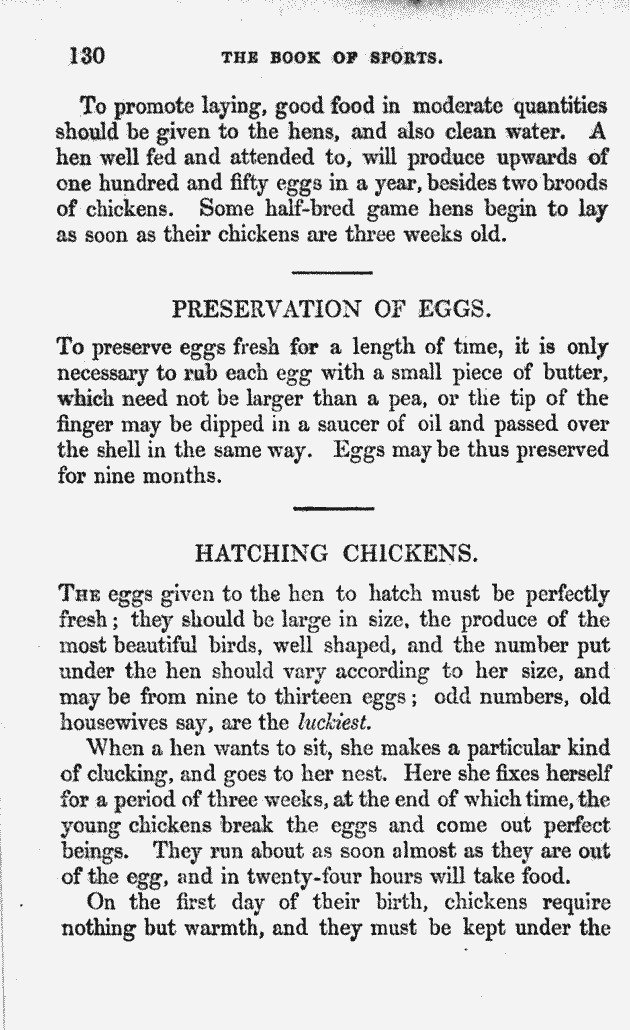 130 THE BOOK OF SPORTS.
To promote laying, good food in moderate quantities
should be given to the hens, and also clean water. A
hen well fed and attended to, will produce upwards of
one hundred and fifty eggs in a year, besides two broods
of chickens. Some half-bred game hens begin to lay
as soon as their chickens are three weeks old.
PRESERVATION OF EGGS.
To preserve eggs fresh for a length of time, it is only
necessary to rub each egg with a small piece of butter,
which need not be larger than a pea, or the tip of the
finger may be dipped in a saucer of oil and passed over
the shell in the same way. Eggs may be thus preserved
for nine months.
HATCHING CHICKENS.
THE eggs given to the hen to hatch must be perfectly
fresh; they should be large in size, the produce of the
most beautiful birds, well shaped, and the number put
under the hen should vary according to her size, and
may be from nine to thirteen eggs; odd numbers, old
housewives say, are the luckiest.
When a hen wants to sit, she makes a particular kind
of clucking, and goes to her nest. Here she fixes herself
for a period of three weeks, at the end of which time, the
young chickens break the eggs and come out perfect
beings. They run about as soon almost as they are out
of the egg, and in twenty-four hours will take food.
On the first day of their birth, chickens require
nothing but warmth, and they must be kept under the